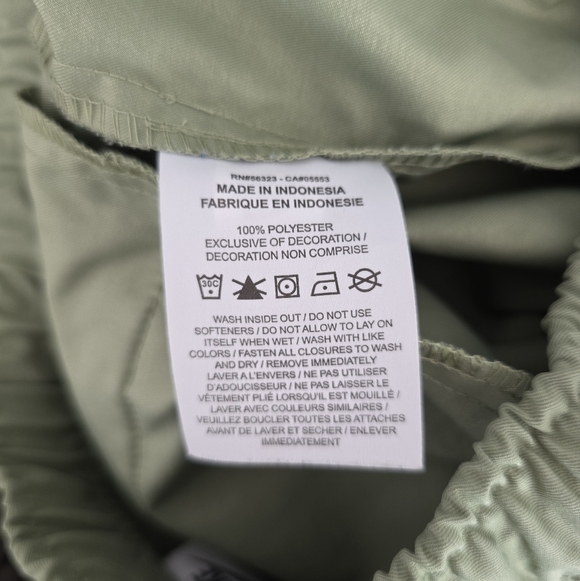 RN#56323 - CA#05553
MADE IN INDONESIA
FABRIQUE EN INDONESIE
100% POLYESTER
EXCLUSIVE OF DECORATION /
DECORATION NON COMPRISE
30C
WASH INSIDE OUT / DO NOT USE
SOFTENERS / DO NOT ALLOW TO LAY ON
ITSELF WHEN WET / WASH WITH LIKE
COLORS / FASTEN ALL CLOSURES TO WASH
AND DRY / REMOVE IMMEDIATELY
LAVER A L'ENVERS / NE PAS UTILISER
D'ADOUCISSEUR / NE PAS LAISSER LE
VÊTEMENT PLIÉ LORSQU'IL EST MOUILLÉ /
LAVER AVEC COULEURS SIMILAIRES /
VEUILLEZ BOUCLER TOUTES LES ATTACHES
AVANT DE LAVER ET SECHER / ENLEVER
IMMEDIATEMENT